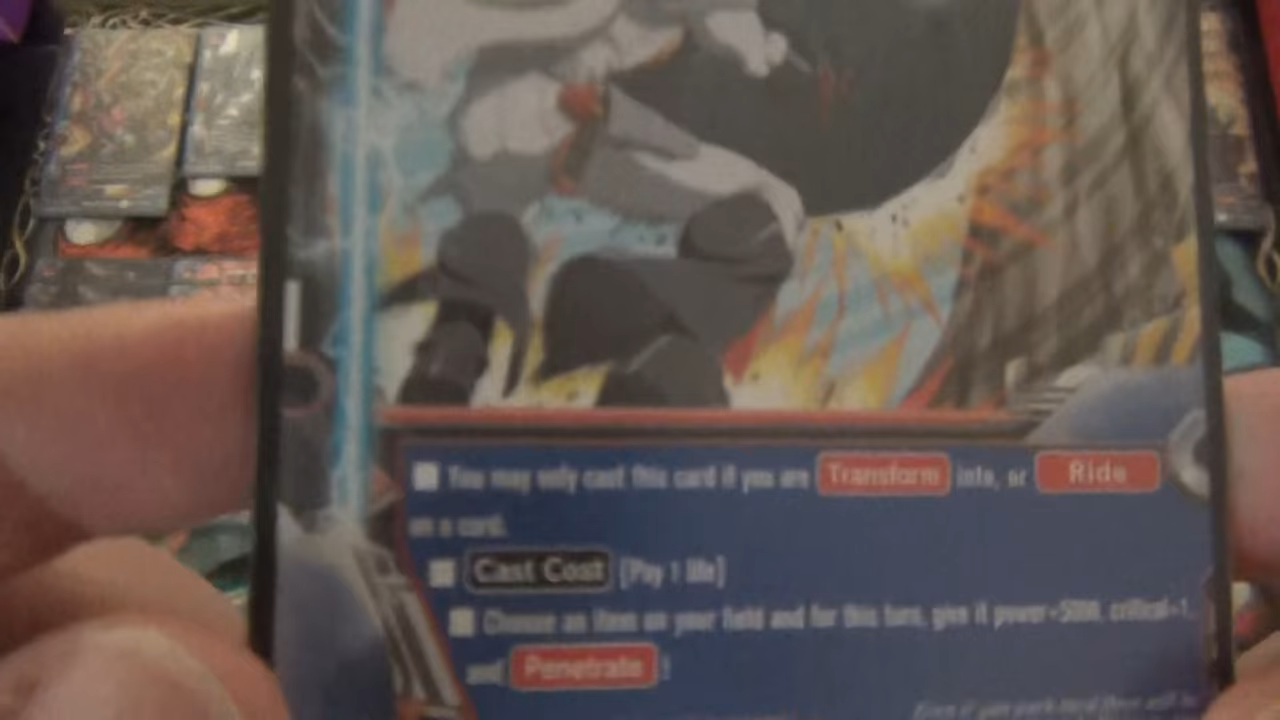 ■ You may only cast this card if you are Transform into, or Ride
on a card.
■ Cast Cost [Pay 1 life]
■ Choose an item on your field and for this turn, give it power+5000, critical+1,
and Penetrate!